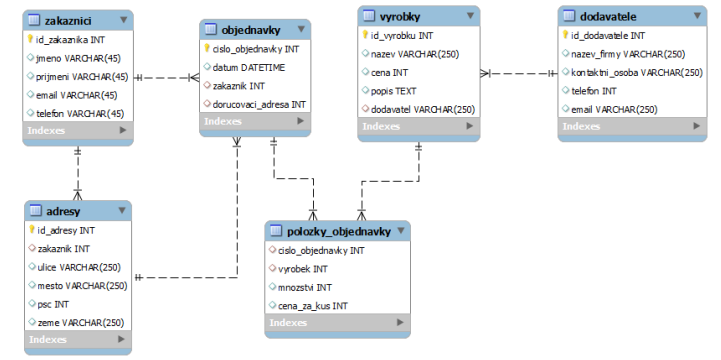 zakaznici
id_zakaznika INT
jmeno VARCHAR(45)
prijmeni VARCHAR(45)
email VARCHAR(45)
telefon VARCHAR(45)
Indexes
objednavky
cislo_objednavky INT
datum DATETIME
zakaznik INT
dorucovaci_adresa INT
Indexes
vyrobky
id_vyrobku INT
nazev VARCHAR(250)
cena INT
popis TEXT
dodavatel VARCHAR(250)
Indexes
dodavatele
id_dodavatele INT
nazev_firmy VARCHAR(250)
kontaktni_osoba VARCHAR(250)
telefon INT
email VARCHAR(250)
Indexes
adresy
id_adresy INT
zakaznik INT
ulice VARCHAR(250)
mesto VARCHAR(250)
psc INT
zeme VARCHAR(250)
Indexes
polozky_objednavky
cislo_objednavky INT
vyrobek INT
mnozstvi INT
cena_za_kus INT
Indexes